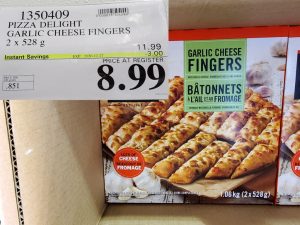 1350409
PIZZA DELIGHT
GARLIC CHEESE FINGERS
2 x 528 g
11.99
Instant Savings
-3.00
PRICE AT REGISTER
8.99
.851
GARLIC CHEESE
FINGERS
BÂTONNETS
À L'AIL ET AU FROMAGE
CHEESE
FROMAGE
1.06 kg (2 x 528 g)